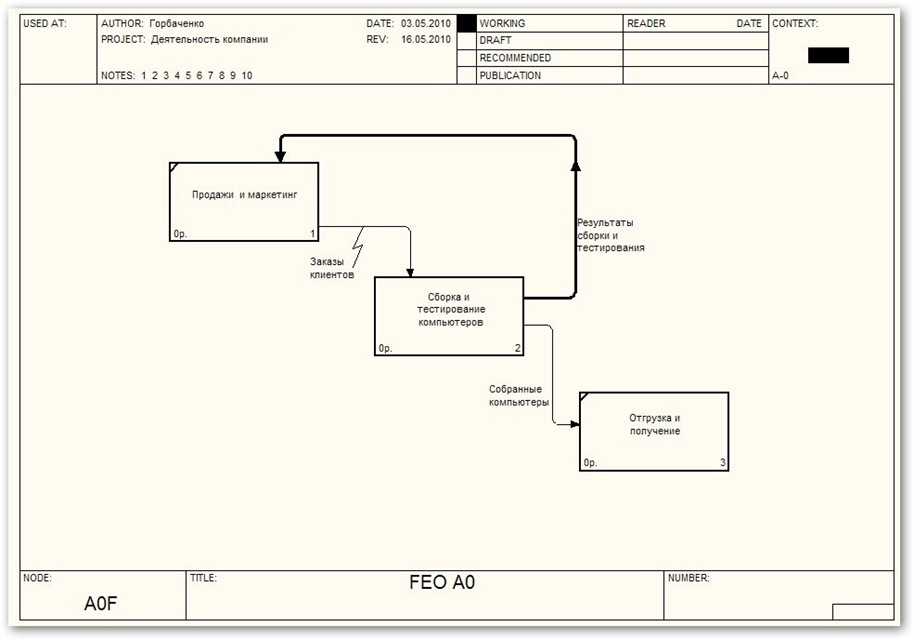 USED AT:
AUTHOR: Горбаченко
DATE: 03.05.2010
PROJECT: Деятельность компании
REV: 16.05.2010
NOTES: 1 2 3 4 5 6 7 8 9 10
WORKING
DRAFT
RECOMMENDED
PUBLICATION
READER
DATE
CONTEXT:
A-0
Продажи и маркетинг
0р.
1
Заказы
клиентов
Результаты
сборки и
тестирования
Сборка и
тестирование
компьютеров
0р.
2
Собранные
компьютеры
Отгрузка и
получение
0р.
3
NODE:
A0F
TITLE:
FEO A0
NUMBER: